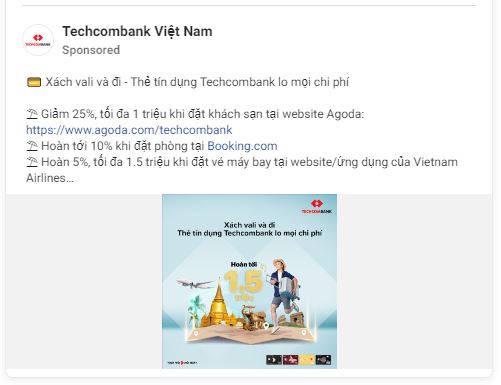 TECHCOMBANK
Techcombank Việt Nam
Sponsored
💳 Xách vali và đi - Thẻ tín dụng Techcombank lo mọi chi phí
⛱ Giảm 25%, tối đa 1 triệu khi đặt khách sạn tại website Agoda:
https://www.agoda.com/techcombank
⛱ Hoàn tới 10% khi đặt phòng tại Booking.com
⛱ Hoàn 5%, tối đa 1.5 triệu khi đặt vé máy bay tại website/ứng dụng của Vietnam
Airlines...
TECHCOMBANK
Xách vali và đi
Thẻ tín dụng Techcombank lo mọi chi phí
Hoàn tới
1.5
triệu